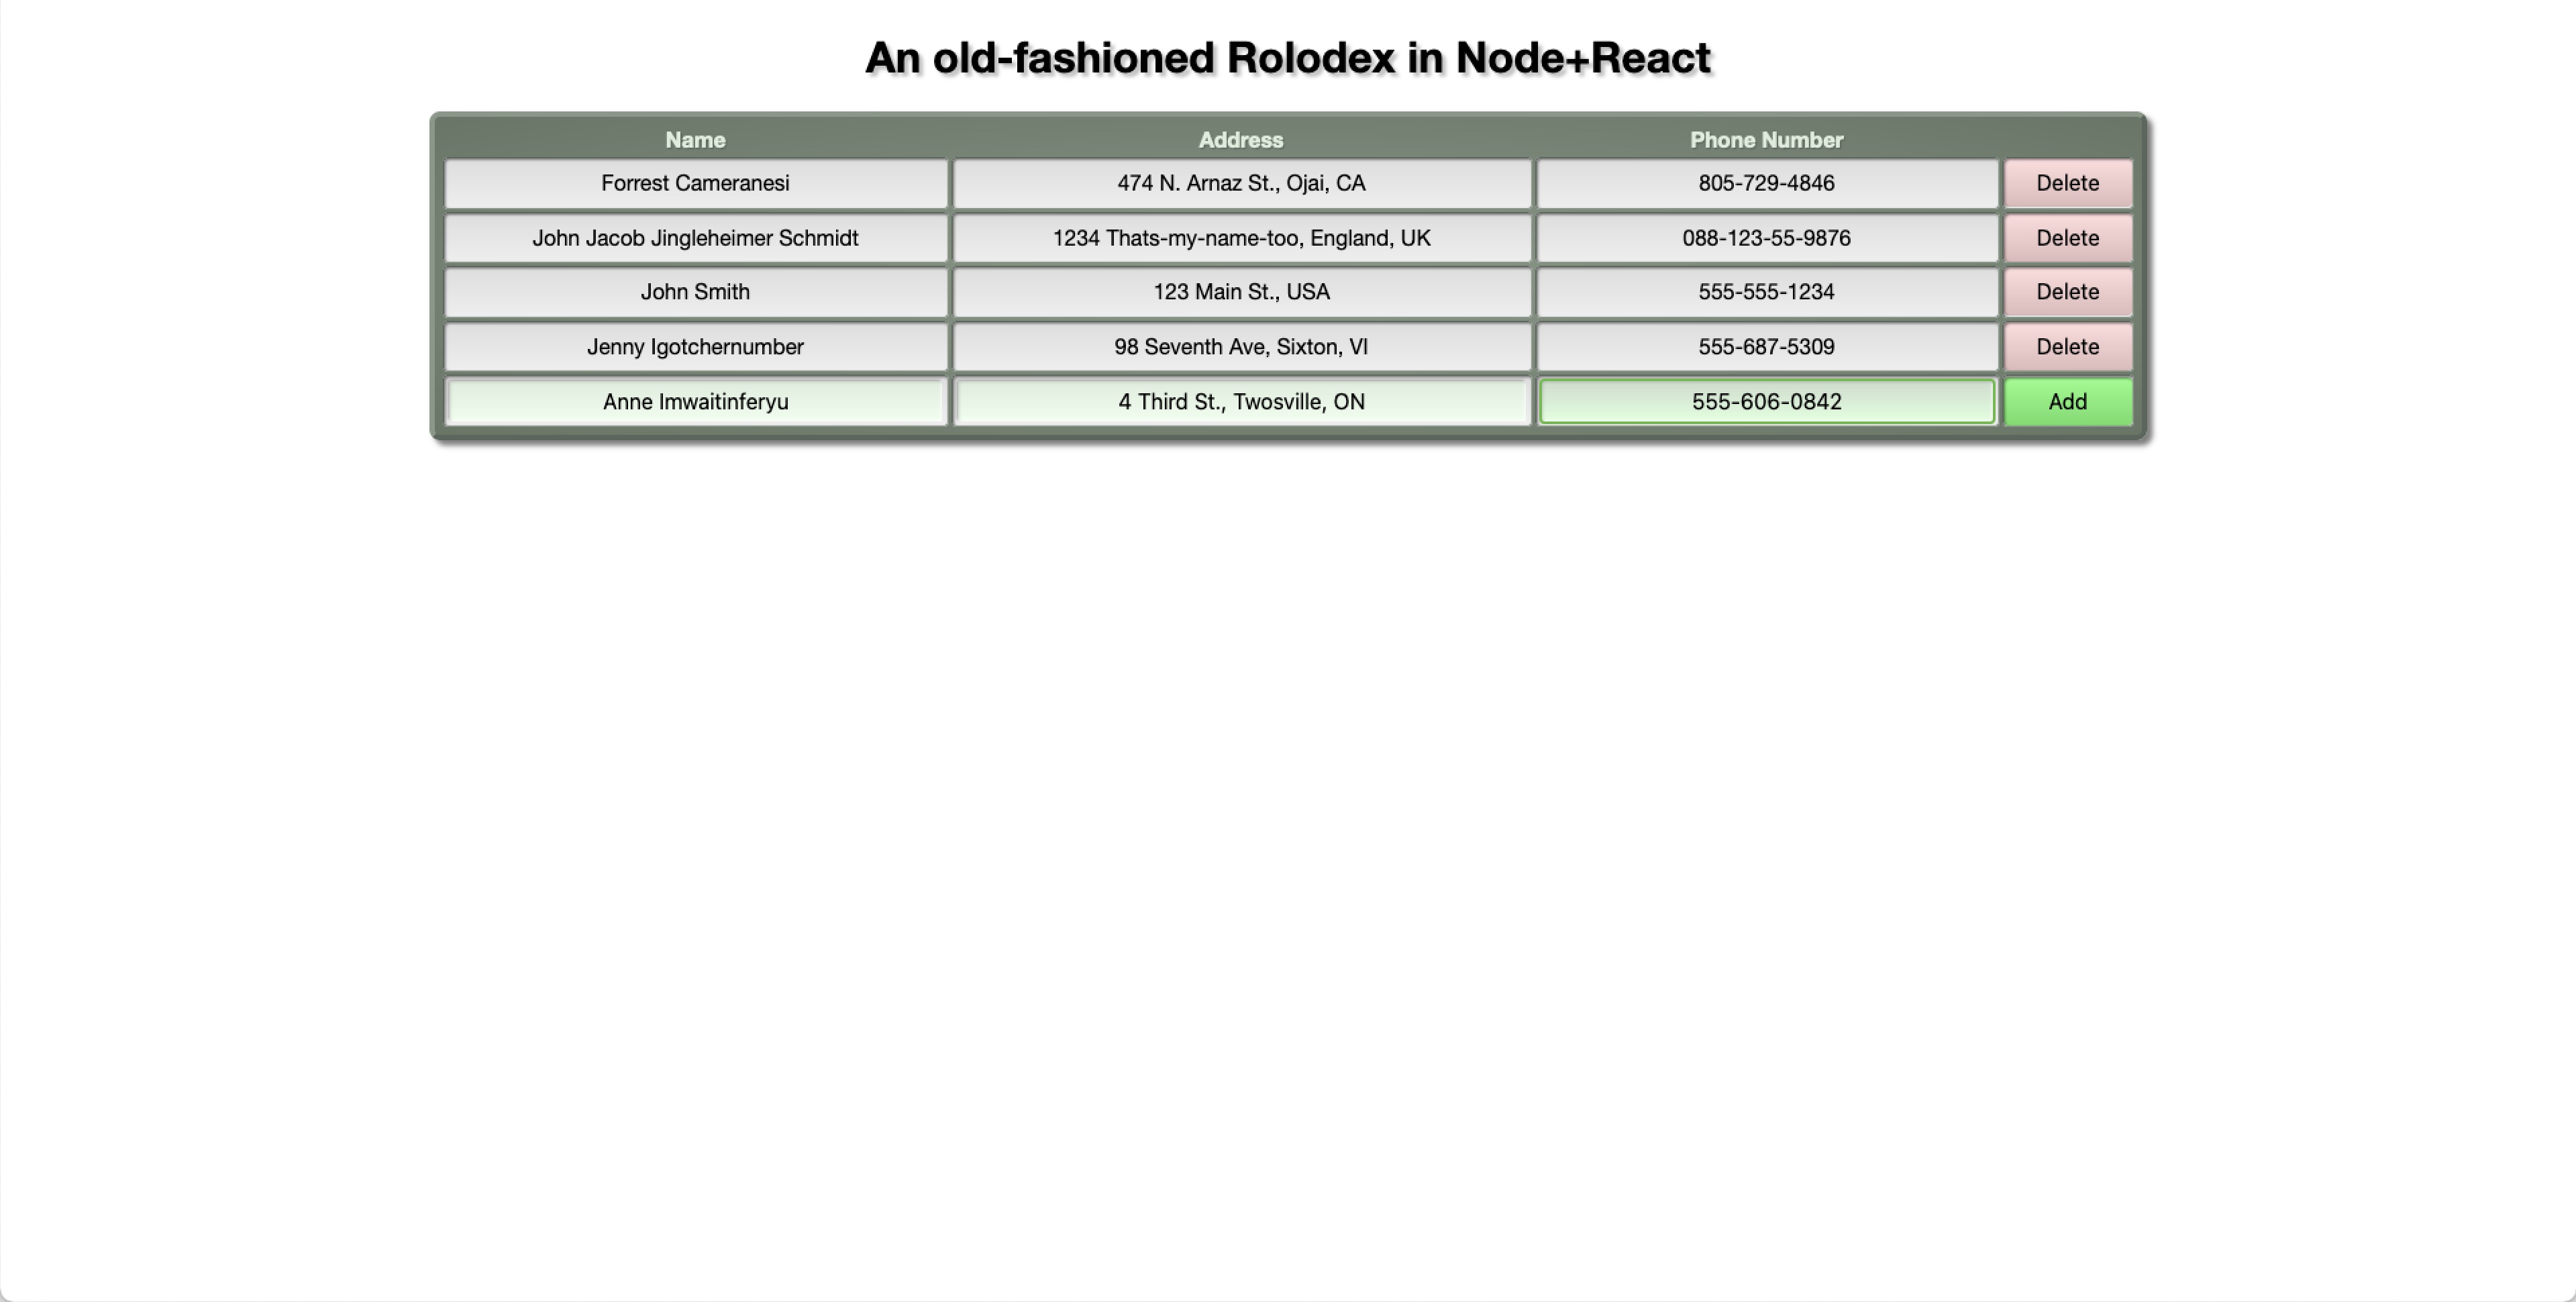 An old-fashioned Rolodex in Node+React
Name Address Phone Number
Forrest Cameranesi 474 N. Arnaz St., Ojai, CA 805-729-4846 Delete
John Jacob Jingleheimer Schmidt 1234 Thats-my-name-too, England, UK 088-123-55-9876 Delete
John Smith 123 Main St., USA 555-555-1234 Delete
Jenny Igotchernumber 98 Seventh Ave, Sixton, VI 555-687-5309 Delete
Anne Imwaitinferyu 4 Third St., Twosville, ON 555-606-0842 Add